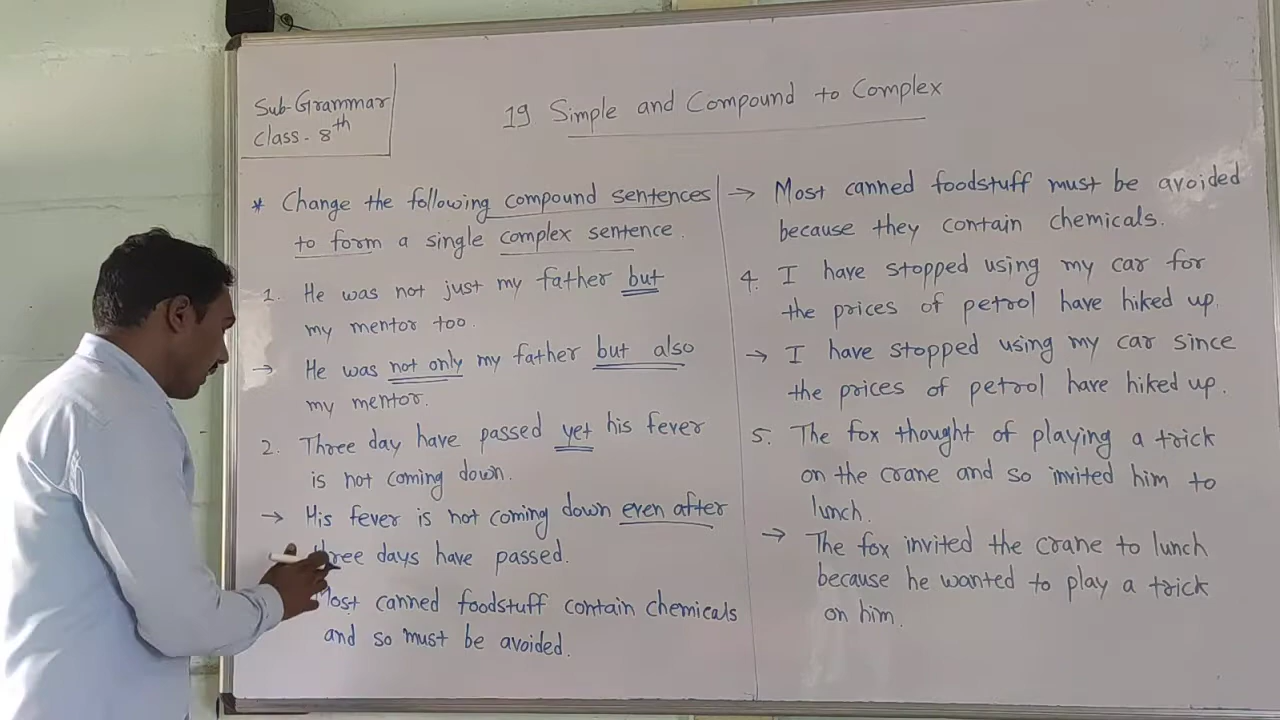 Sub-Grammar
Class - 8th
19 Simple and Compound to Complex
* Change the following compound sentences
to form a single complex sentence.
1. He was not just my father but
my mentor too.
→ He was not only my father but also
my mentor.
2. Three day have passed yet his fever
is not coming down.
→ His fever is not coming down even after
three days have passed.
Most canned foodstuff contain chemicals
and so must be avoided.
→ Most canned foodstuff must be avoided
because they contain chemicals.
4. I have stopped using my car for
the prices of petrol have hiked up.
→ I have stopped using my car since
the prices of petrol have hiked up.
5. The fox thought of playing a trick
on the crane and so invited him to
lunch.
→ The fox invited the crane to lunch
because he wanted to play a trick
on him.